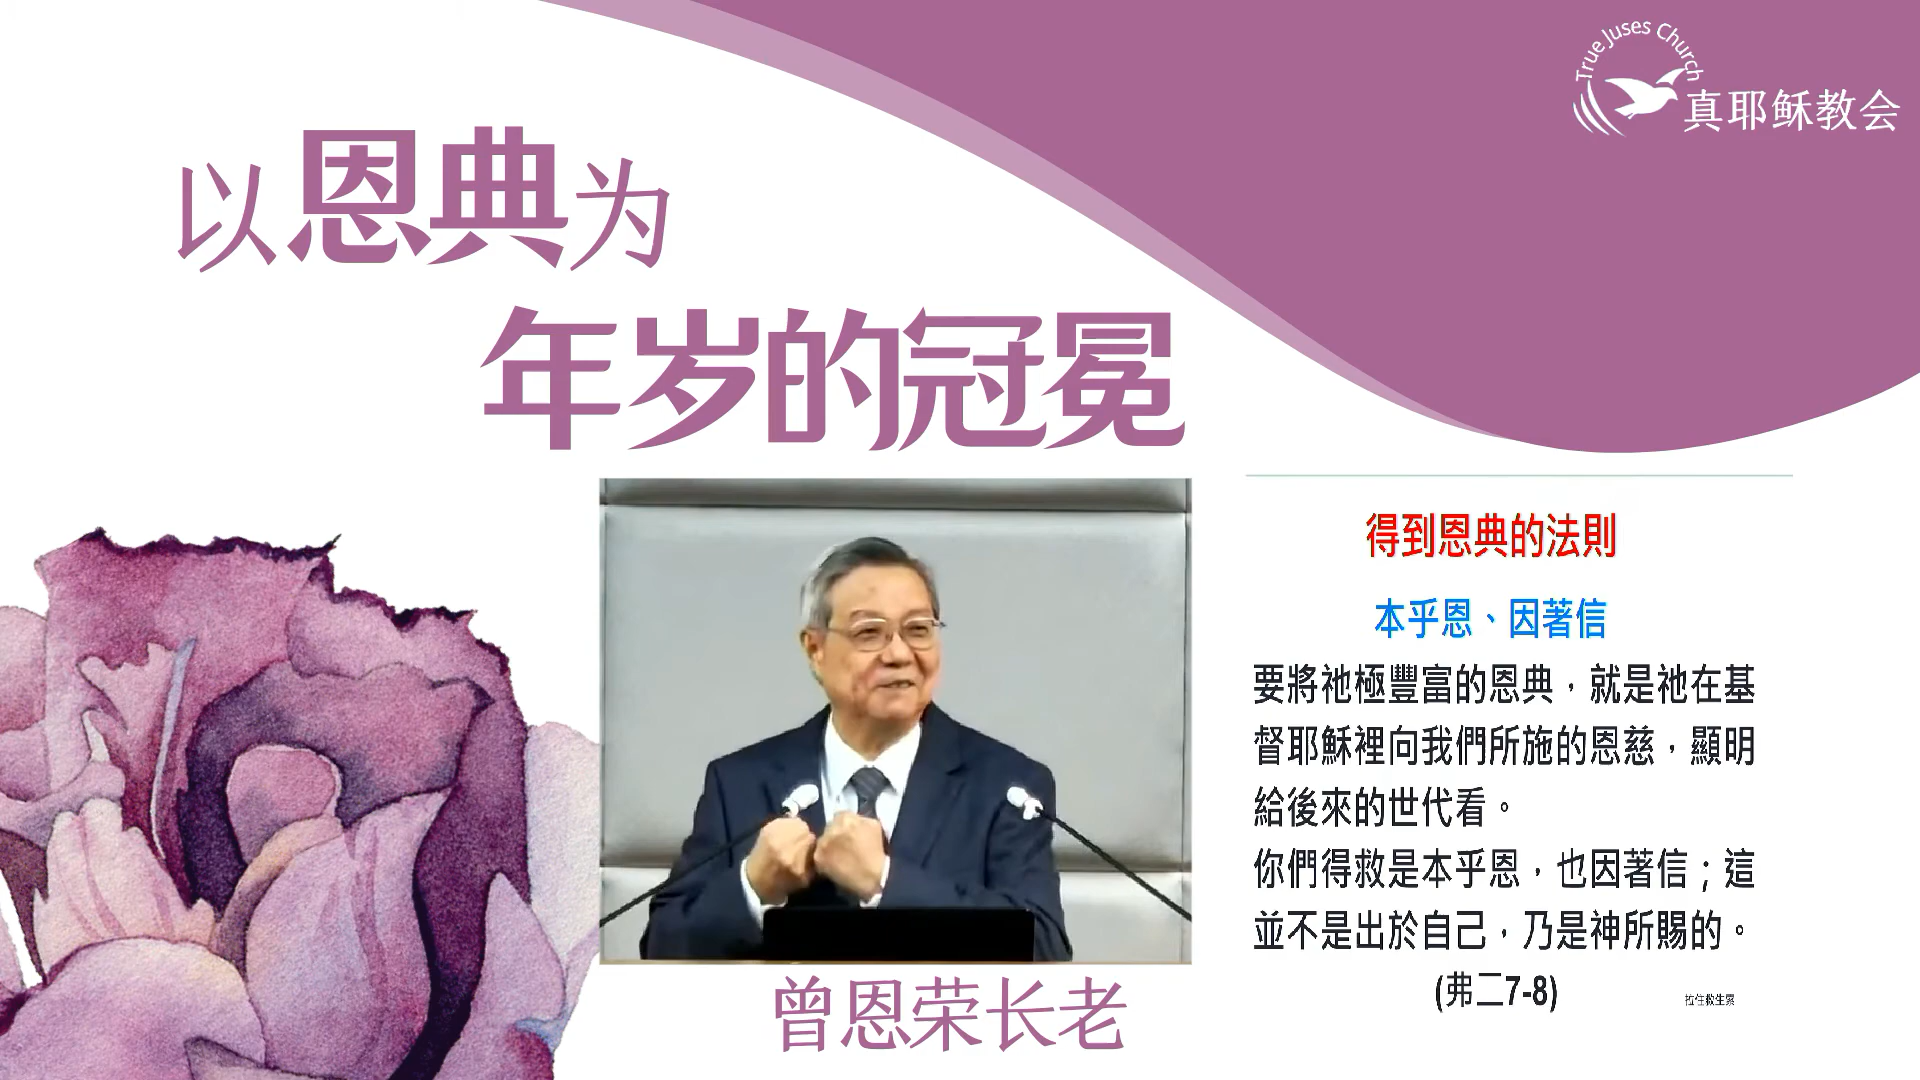 True Juses Church
真耶稣教会
以恩典为
年岁的冠冕
得到恩典的法則
本乎恩、因著信
要將祂極豐富的恩典，就是祂在基
督耶穌裡向我們所施的恩慈，顯明
給後來的世代看。
你們得救是本乎恩，也因著信；這
並不是出於自己，乃是神所賜的。
(弗二7-8)
曾恩荣长老